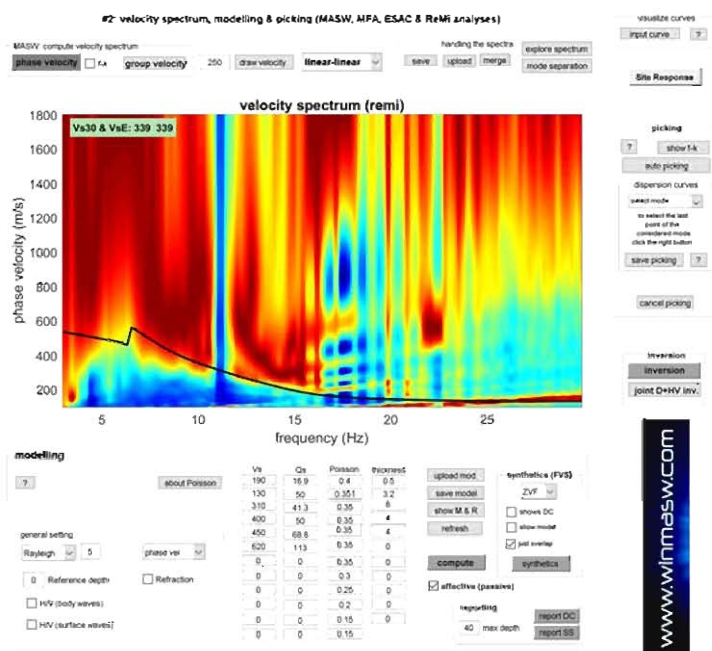 #2: velocity spectrum, modelling & picking (MASW, MFA, ESAC & ReMi analyses)
MASW: compute velocity spectrum
phase velocity
f-k
group velocity
250
draw velocity
linear-linear
handling the spectra
save
upload
merge
explore spectrum
mode separation
visualize curves
input curve
?
Site Response
velocity spectrum (remi)
Vs30 & VsE: 339 339
phase velocity (m/s)
1800
1600
1400
1200
1000
800
600
400
200
5
10
15
20
25
frequency (Hz)
picking
?
show f-k
auto picking
dispersion curves
select mode
to select the last
point of the
considered mode
click the right button
save picking
?
cancel picking
inversion
inversion
joint D+HV inv.
www.winmasw.com
modelling
?
about Poisson
general setting
Rayleigh
5
phase vel
0
Reference depth
Refraction
H/V (body waves)
H/V (surface waves)
Vs Qs Poisson thickness
190 16.9 0.4 0.5
130 50 0.351 3.2
310 41.3 0.35 6
400 50 0.35 4
450 68.8 0.35 4
620 113 0.35 0
0 0 0.35 0
0 0 0.3 0
0 0 0.25 0
0 0 0.2 0
0 0 0.15 0
0 0 0.15
upload mod.
save model
show M & R
refresh
compute
synthetics (FVS)
ZVF
shows DC
show model
just overlap
synthetics
effective (passive)
reporting
40
max depth
report DC
report SS